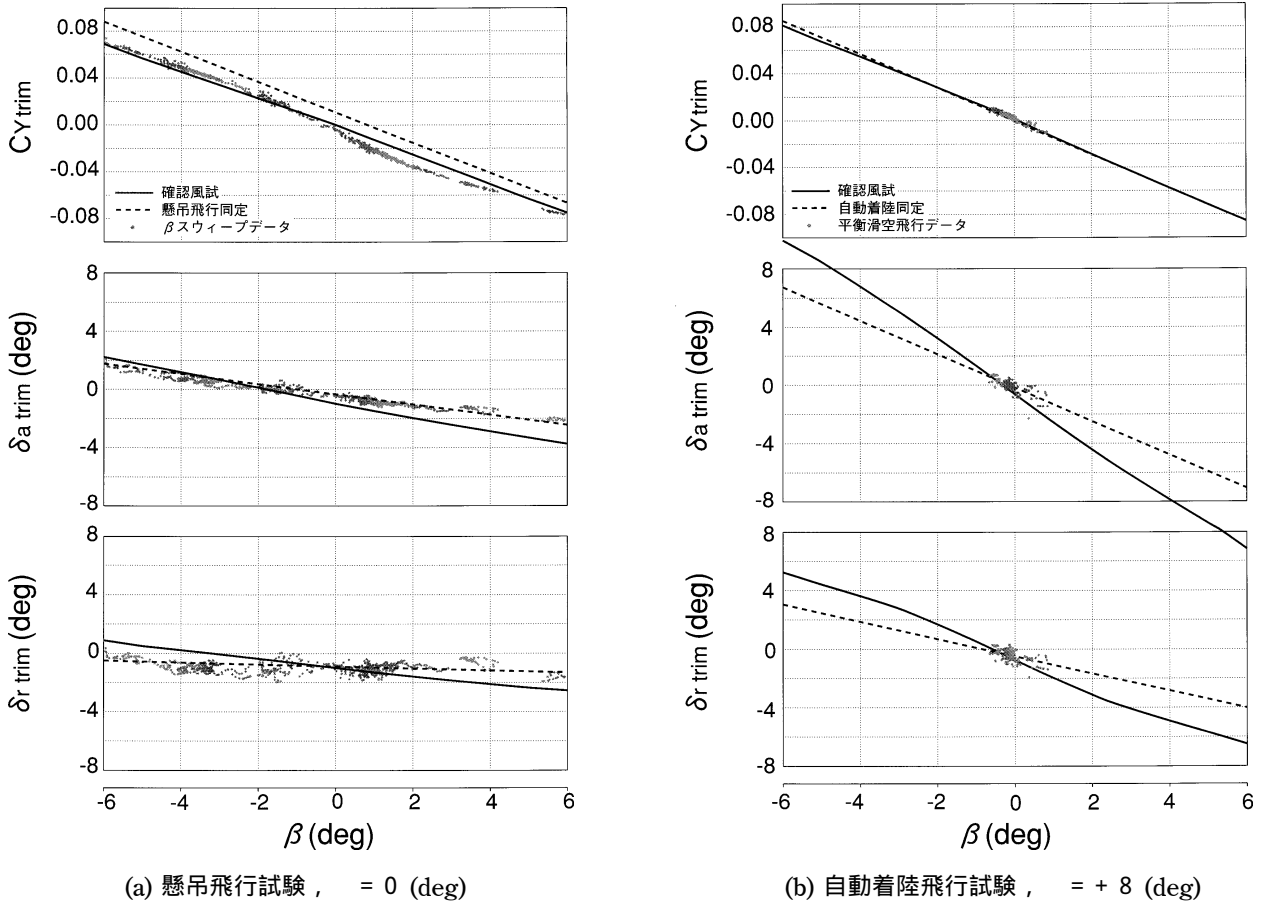 0.08
0.04
0.00
-0.04
-0.08
CY trim
確認風試
懸吊飛行同定
βスウィープデータ
8
4
0
-4
-8
δa trim (deg)
8
4
0
-4
-8
δr trim (deg)
-6 -4 -2 0 2 4 6
β (deg)
(a) 懸吊飛行試験, = 0 (deg)
0.08
0.04
0.00
-0.04
-0.08
CY trim
確認風試
自動着陸同定
平衡滑空飛行データ
8
4
0
-4
-8
δa trim (deg)
8
4
0
-4
-8
δr trim (deg)
-6 -4 -2 0 2 4 6
β (deg)
(b) 自動着陸飛行試験, = + 8 (deg)